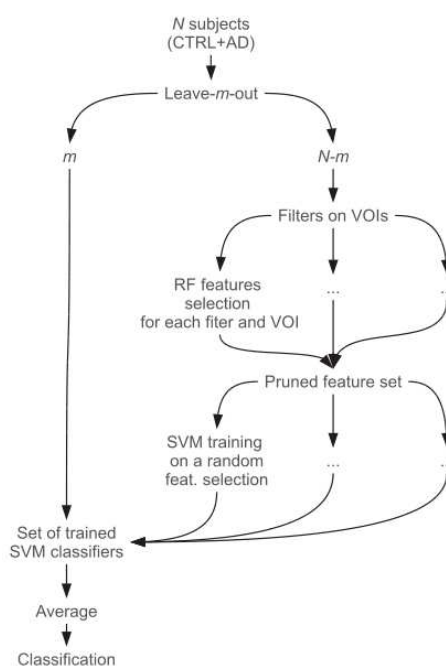 N subjects
(CTRL+AD)
Leave-m-out
m
N-m
Filters on VOIs
RF features
selection
for each fiter and VOI
...
...
Pruned feature set
SVM training
on a random
feat. selection
...
...
Set of trained
SVM classifiers
Average
Classification